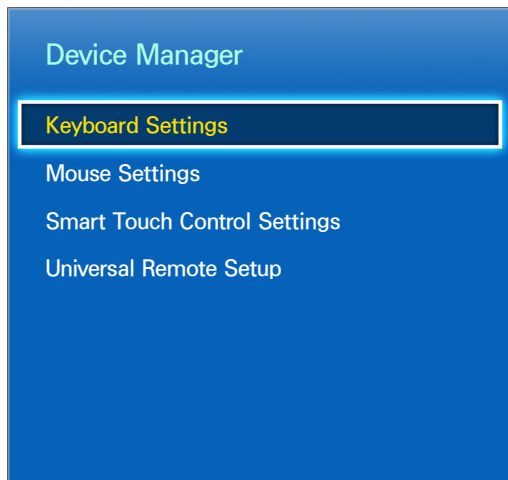 Device Manager
Keyboard Settings
Mouse Settings
Smart Touch Control Settings
Universal Remote Setup